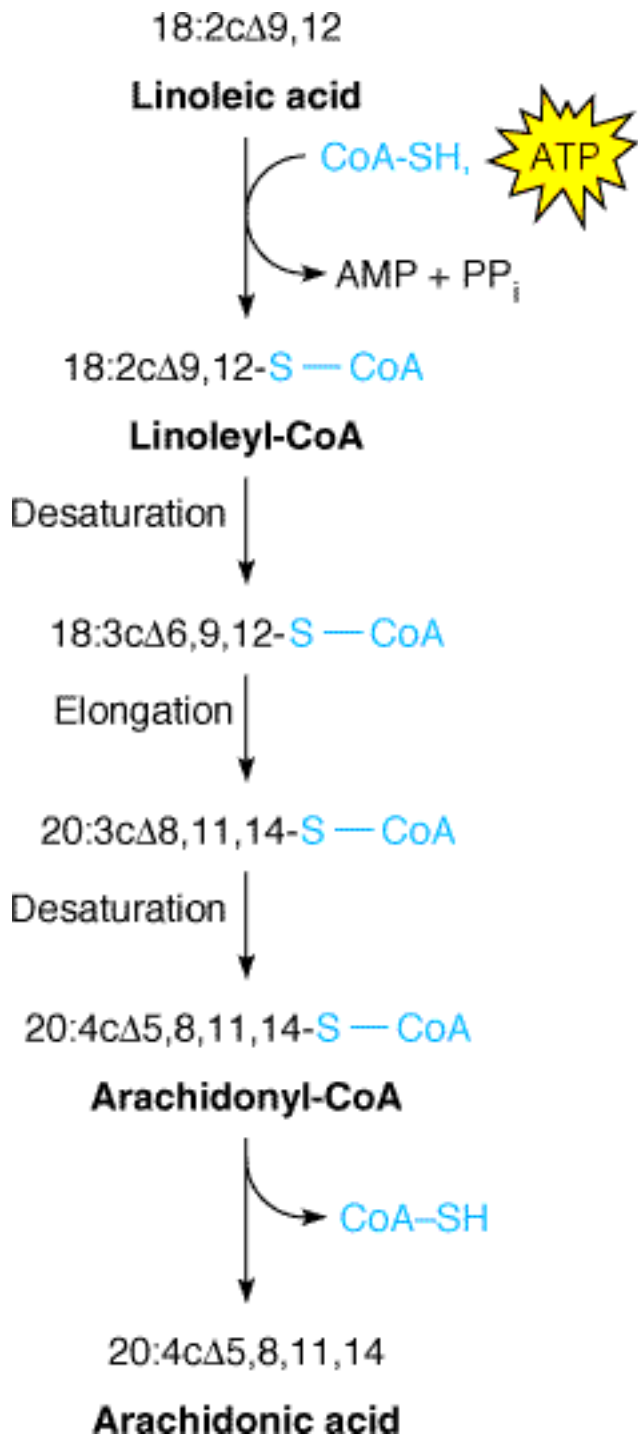 18:2cΔ9,12
Linoleic acid
CoA-SH, ATP
AMP + PPi
18:2cΔ9,12-S — CoA
Linoleyl-CoA
Desaturation
18:3cΔ6,9,12-S — CoA
Elongation
20:3cΔ8,11,14-S — CoA
Desaturation
20:4cΔ5,8,11,14-S — CoA
Arachidonyl-CoA
CoA–SH
20:4cΔ5,8,11,14
Arachidonic acid